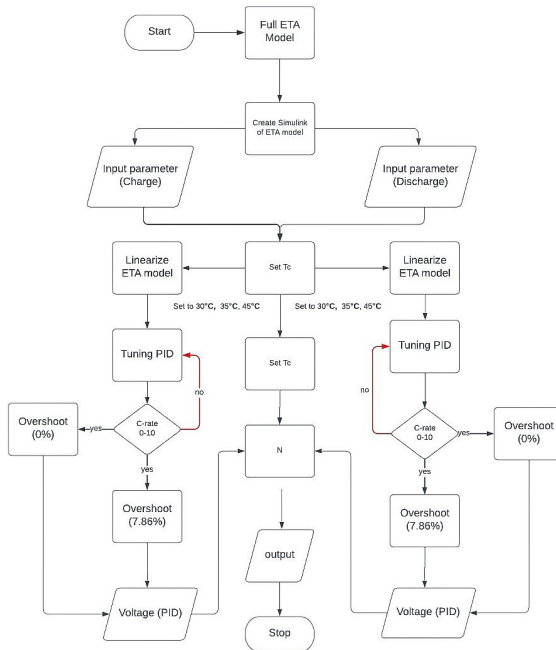 Start
Full ETA
Model
Create Simulink
of ETA model
Input parameter
(Charge)
Input parameter
(Discharge)
Linearize
ETA model
Set Tc
Linearize
ETA model
Set to 30°C, 35°C, 45°C
Set to 30°C, 35°C, 45°C
Tuning PID
Set Tc
Tuning PID
no
no
Overshoot
(0%)
yes
C-rate
0-10
N
C-rate
0-10
yes
Overshoot
(0%)
yes
yes
Overshoot
(7.86%)
Overshoot
(7.86%)
output
Voltage (PID)
Voltage (PID)
Stop